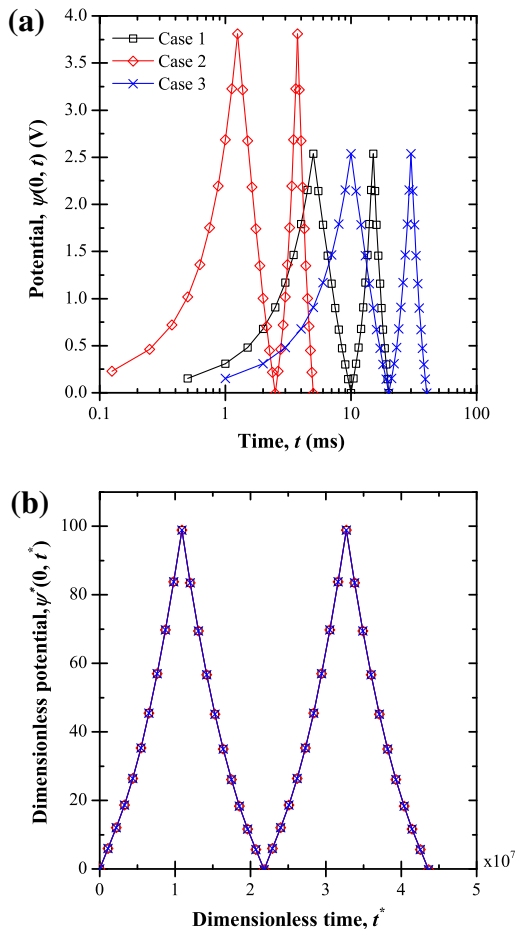 (a)
Case 1
Case 2
Case 3
Potential, ψ(0, t) (V)
4.0
3.5
3.0
2.5
2.0
1.5
1.0
0.5
0.0
0.1 1 10 100
Time, t (ms)
(b)
Dimensionless potential, ψ*(0, t*)
100
80
60
40
20
0
0 1 2 3 4 5
x10⁷
Dimensionless time, t*